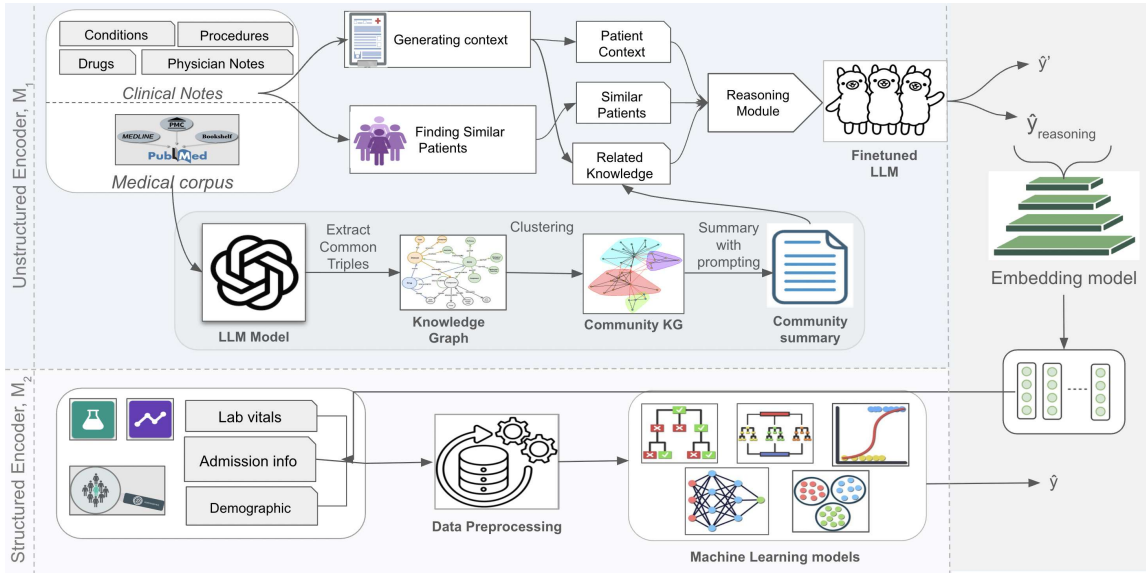 Unstructured Encoder, M1
Conditions
Procedures
Drugs
Physician Notes
Clinical Notes
MEDLINE
PMC
Bookshelf
PubMed
Medical corpus
Generating context
Finding Similar
Patients
Patient
Context
Similar
Patients
Related
Knowledge
Reasoning
Module
Finetuned
LLM
ŷ'
ŷreasoning
Embedding model
LLM Model
Extract
Common
Triples
Knowledge
Graph
Clustering
Community KG
Summary
with
prompting
Community
summary
Structured Encoder, M2
Lab vitals
Admission info
Demographic
Data Preprocessing
Machine Learning models
ŷ